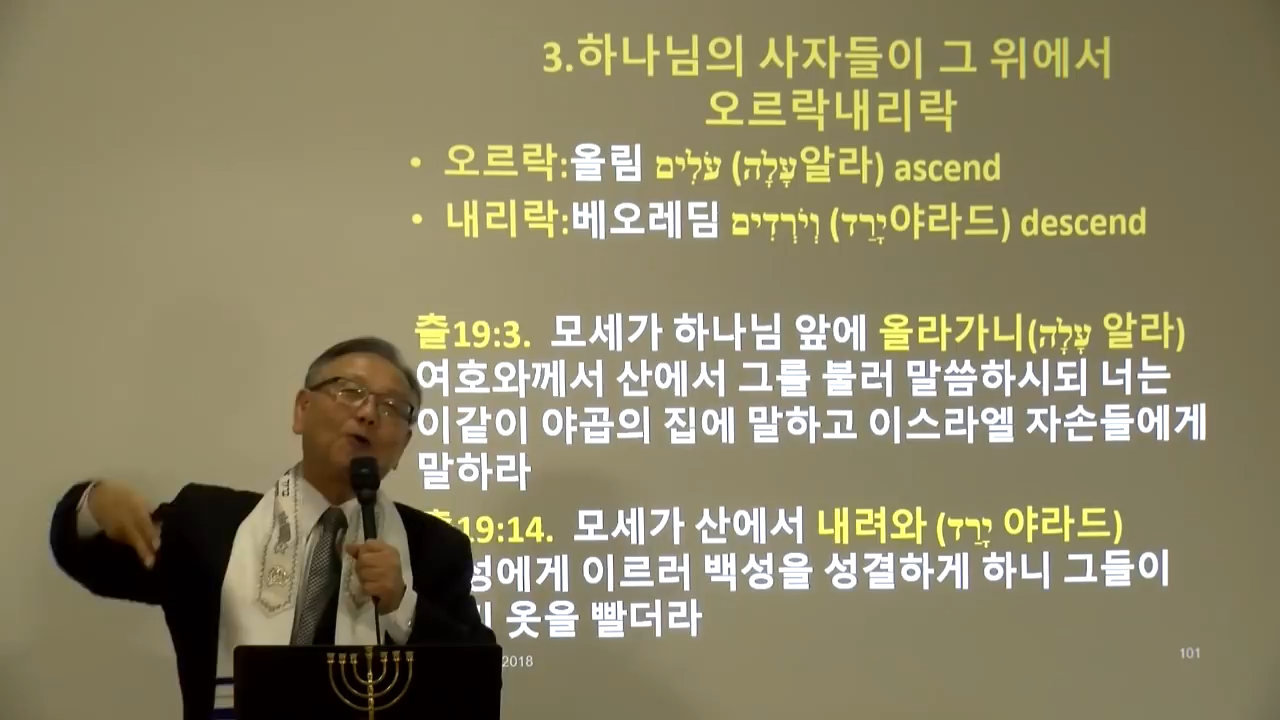 3.하나님의 사자들이 그 위에서
오르락내리락
• 오르락:올림 עֹלִים (עָלָה알라) ascend
• 내리락:베오레딤 וְיֹרְדִים (יָרַד야라드) descend
출19:3. 모세가 하나님 앞에 올라가니(עָלָה 알라)
여호와께서 산에서 그를 불러 말씀하시되 너는
이같이 야곱의 집에 말하고 이스라엘 자손들에게
말하라
출19:14. 모세가 산에서 내려와 (יָרַד 야라드)
성에게 이르러 백성을 성결하게 하니 그들이
옷을 빨더라
2018
101